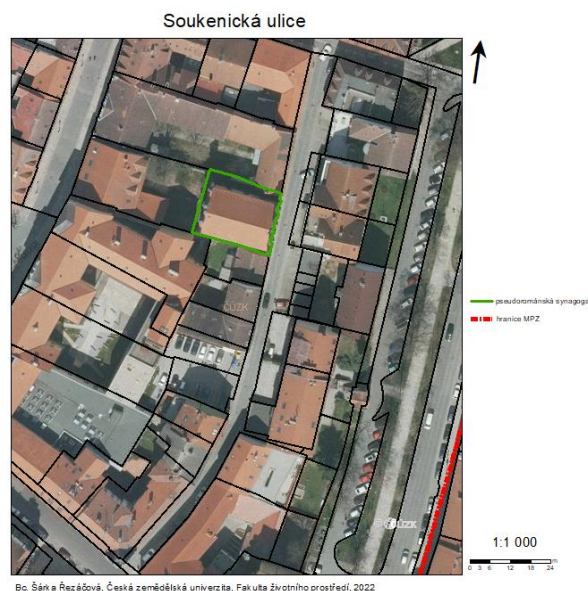 Soukenická ulice
ČÚZK
pseudorománská synagoga
hranice MPZ
ČÚZK
1:1 000
0 3 6 12 18 24
m
Bc. Šárka Řezáčová, Česká zemědělská univerzita, Fakulta životního prostředí, 2022